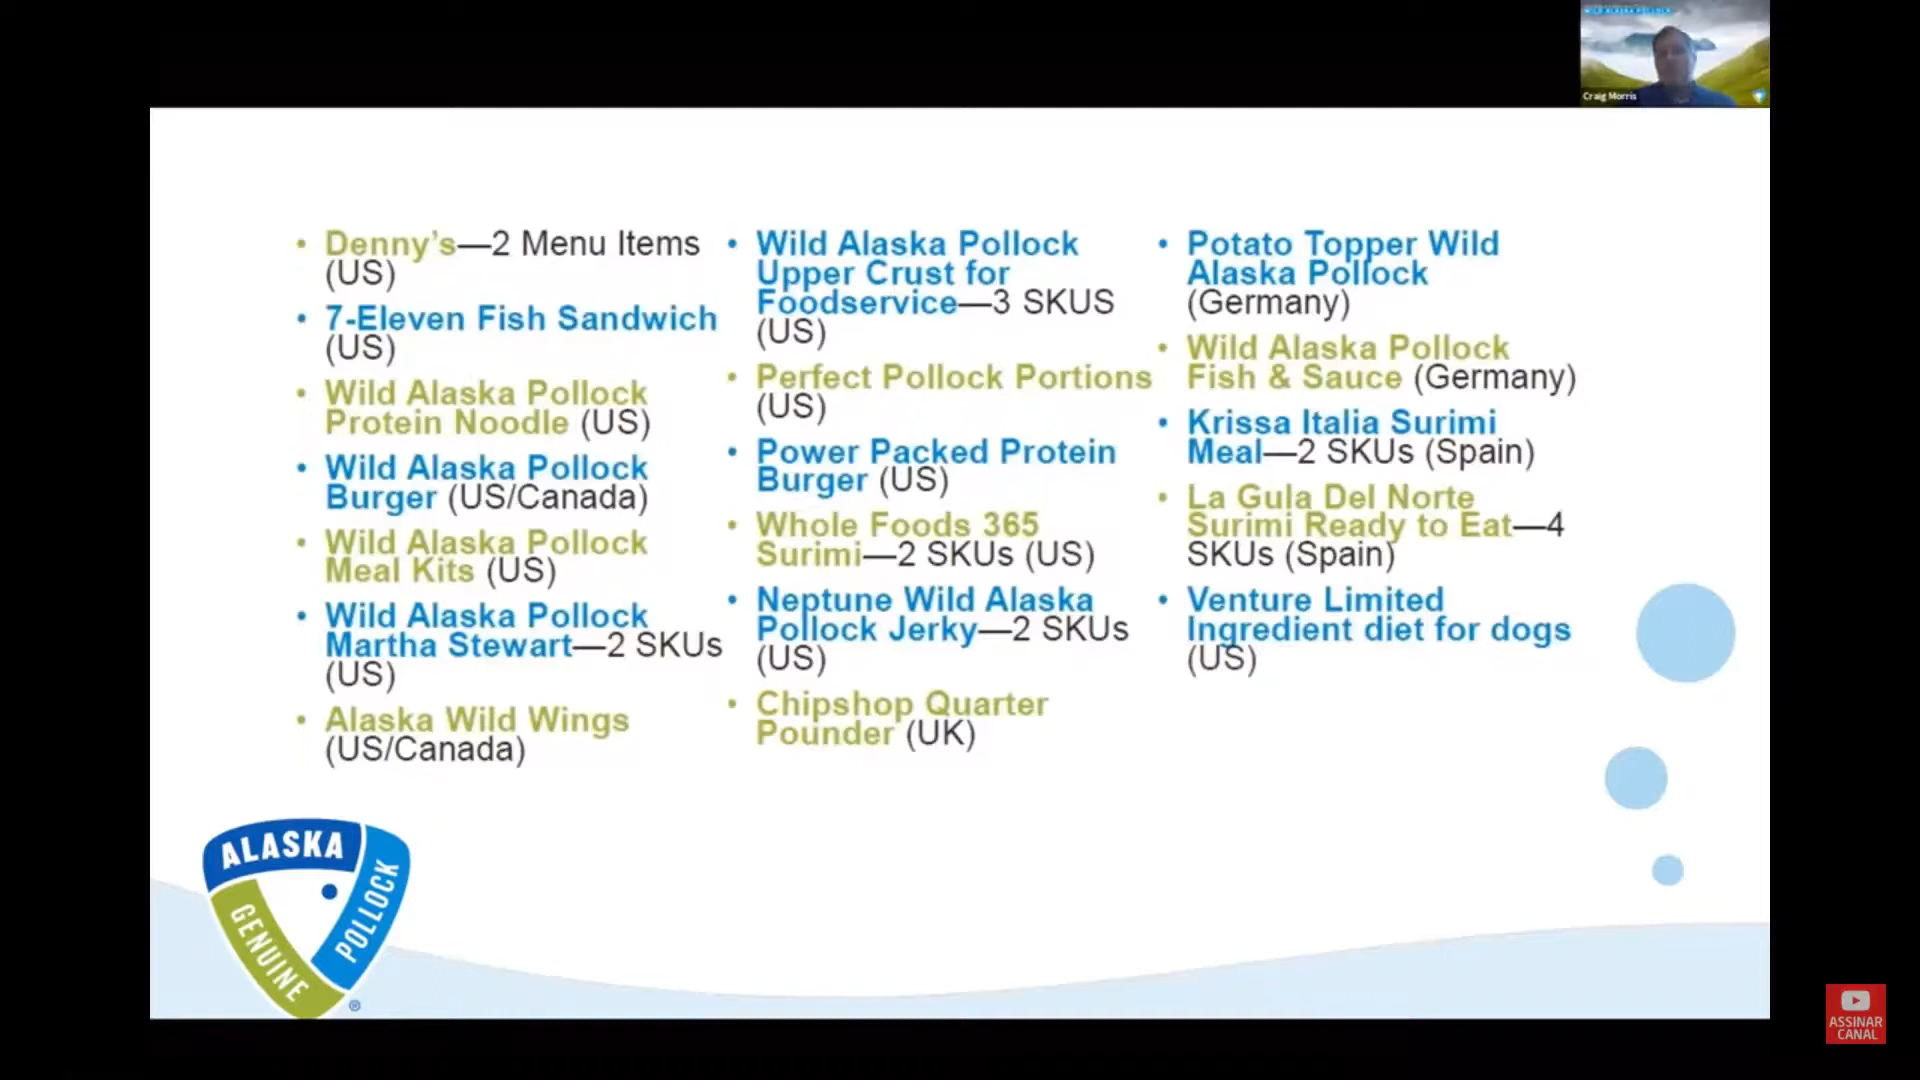 WILD ALASKA POLLOCK
Craig Morris
• Denny's—2 Menu Items
(US)
• 7-Eleven Fish Sandwich
(US)
• Wild Alaska Pollock
Protein Noodle (US)
• Wild Alaska Pollock
Burger (US/Canada)
• Wild Alaska Pollock
Meal Kits (US)
• Wild Alaska Pollock
Martha Stewart—2 SKUs
(US)
• Alaska Wild Wings
(US/Canada)
• Wild Alaska Pollock
Upper Crust for
Foodservice—3 SKUS
(US)
• Perfect Pollock Portions
(US)
• Power Packed Protein
Burger (US)
• Whole Foods 365
Surimi—2 SKUs (US)
• Neptune Wild Alaska
Pollock Jerky—2 SKUs
(US)
• Chipshop Quarter
Pounder (UK)
• Potato Topper Wild
Alaska Pollock
(Germany)
• Wild Alaska Pollock
Fish & Sauce (Germany)
• Krissa Italia Surimi
Meal—2 SKUs (Spain)
• La Gula Del Norte
Surimi Ready to Eat—4
SKUs (Spain)
• Venture Limited
Ingredient diet for dogs
(US)
ALASKA
POLLOCK
GENUINE
®
ASSINAR
CANAL